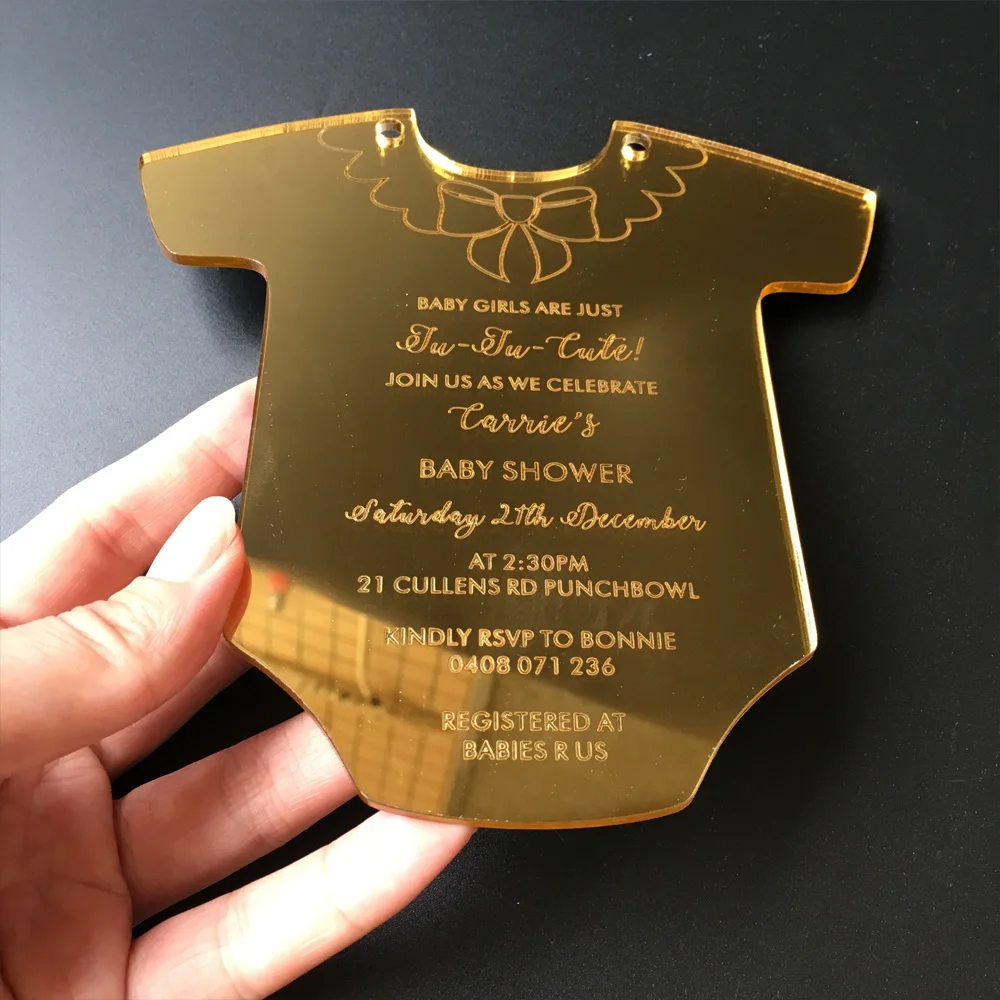 BABY GIRLS ARE JUST
Tu-Tu-Cute!
JOIN US AS WE CELEBRATE
Carrie's
BABY SHOWER
Saturday 21th December
AT 2:30PM
21 CULLENS RD PUNCHBOWL
KINDLY RSVP TO BONNIE
0408 071 236
REGISTERED AT
BABIES R US